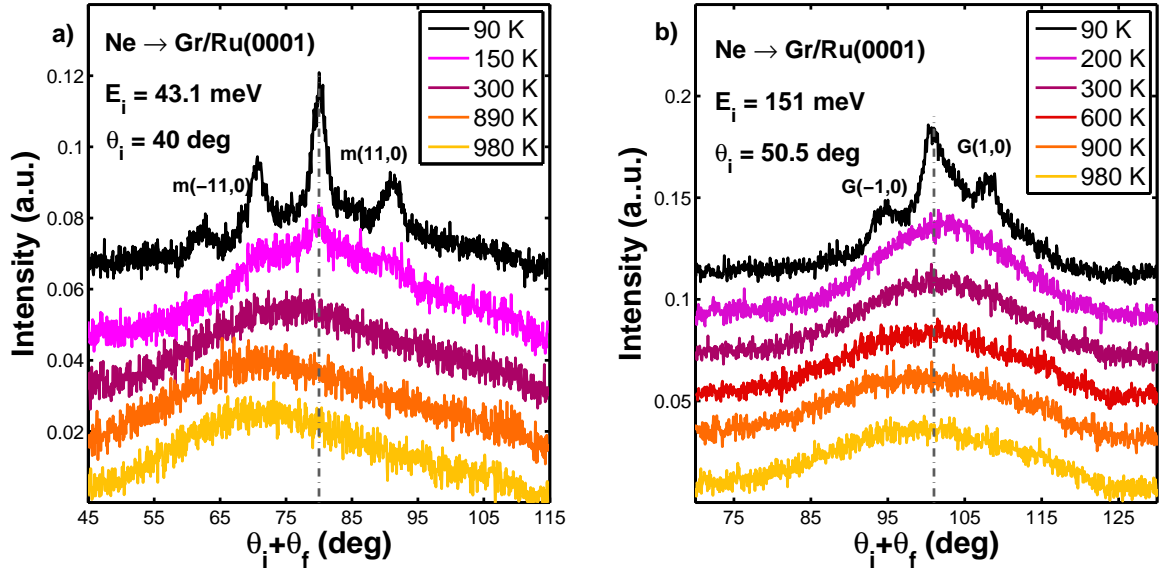 a)
Ne → Gr/Ru(0001)
E_i = 43.1 meV
θ_i = 40 deg
90 K
150 K
300 K
890 K
980 K
m(−11,0)
m(11,0)
Intensity (a.u.)
0.12
0.1
0.08
0.06
0.04
0.02
45 55 65 75 85 95 105 115
θ_i+θ_f (deg)
b)
Ne → Gr/Ru(0001)
E_i = 151 meV
θ_i = 50.5 deg
90 K
200 K
300 K
600 K
900 K
980 K
G(−1,0)
G(1,0)
Intensity (a.u.)
0.2
0.15
0.1
0.05
75 85 95 105 115 125
θ_i+θ_f (deg)